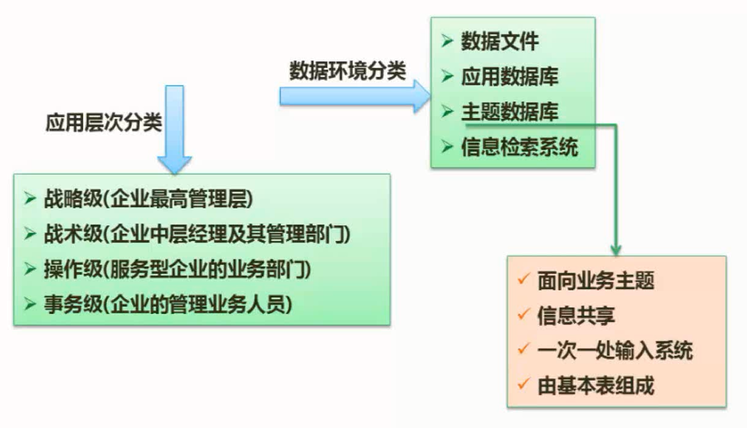 数据环境分类
数据文件
应用数据库
主题数据库
信息检索系统
应用层次分类
战略级(企业最高管理层)
战术级(企业中层经理及其管理部门)
操作级(服务型企业的业务部门)
事务级(企业的管理业务人员)
面向业务主题
信息共享
一次一处输入系统
由基本表组成